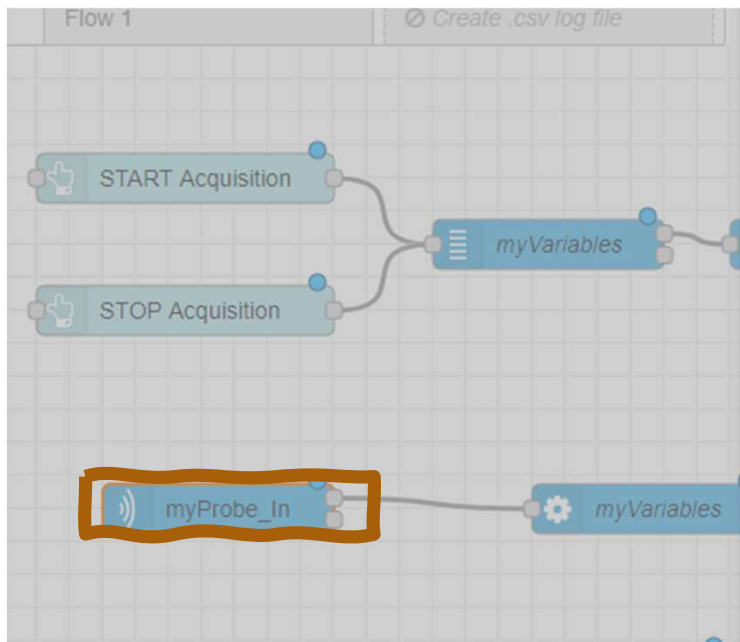 Flow 1
Create .csv log file
START Acquisition
myVariables
STOP Acquisition
myProbe_In
myVariables